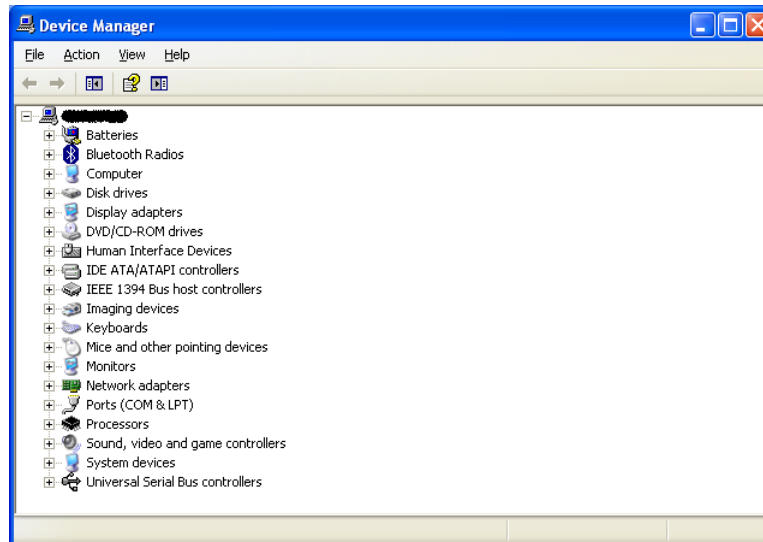 Device Manager
File Action View Help
Batteries
Bluetooth Radios
Computer
Disk drives
Display adapters
DVD/CD-ROM drives
Human Interface Devices
IDE ATA/ATAPI controllers
IEEE 1394 Bus host controllers
Imaging devices
Keyboards
Mice and other pointing devices
Monitors
Network adapters
Ports (COM & LPT)
Processors
Sound, video and game controllers
System devices
Universal Serial Bus controllers